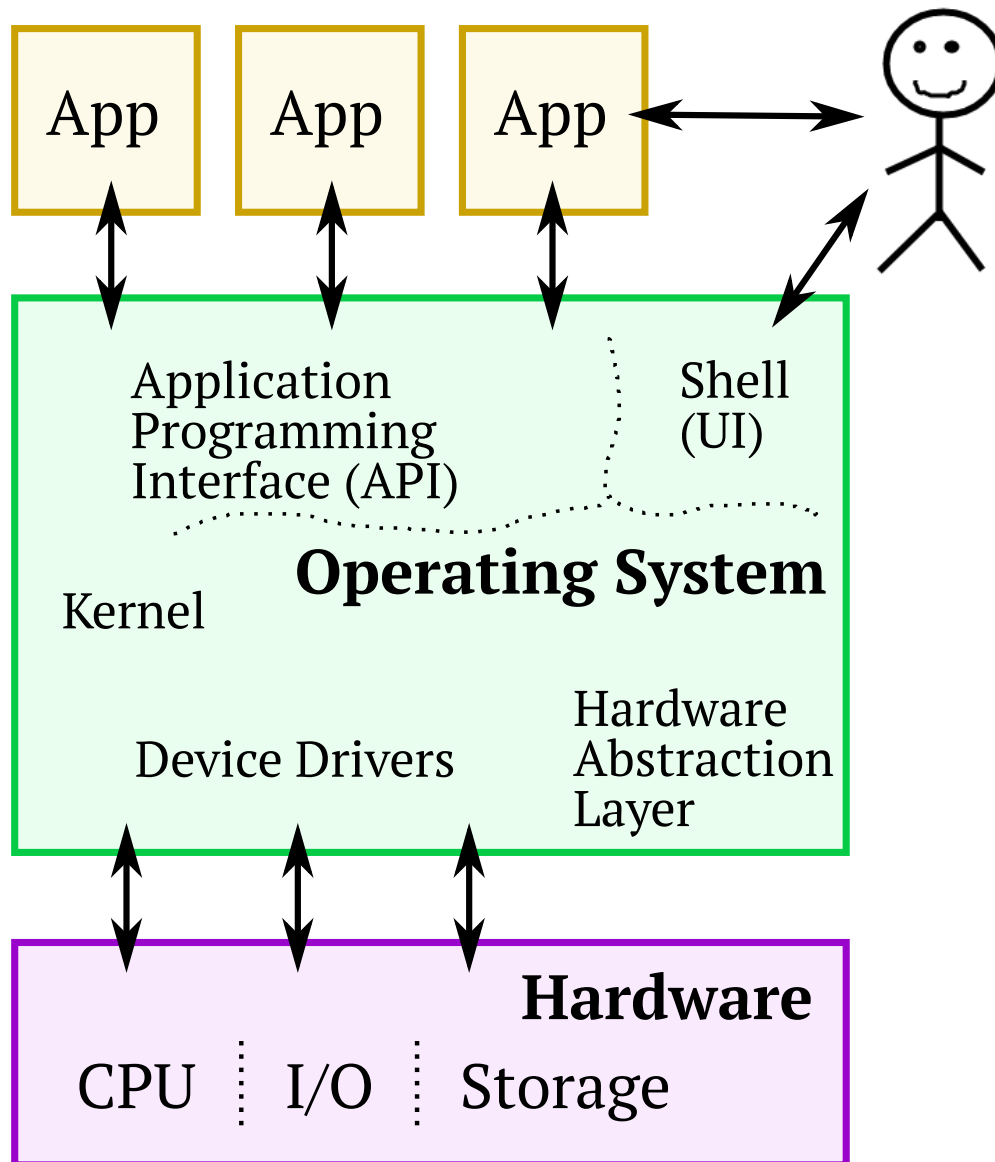 App
App
App
Application
Programming
Interface (API)
Shell
(UI)
Operating System
Kernel
Device Drivers
Hardware
Abstraction
Layer
Hardware
CPU
I/O
Storage